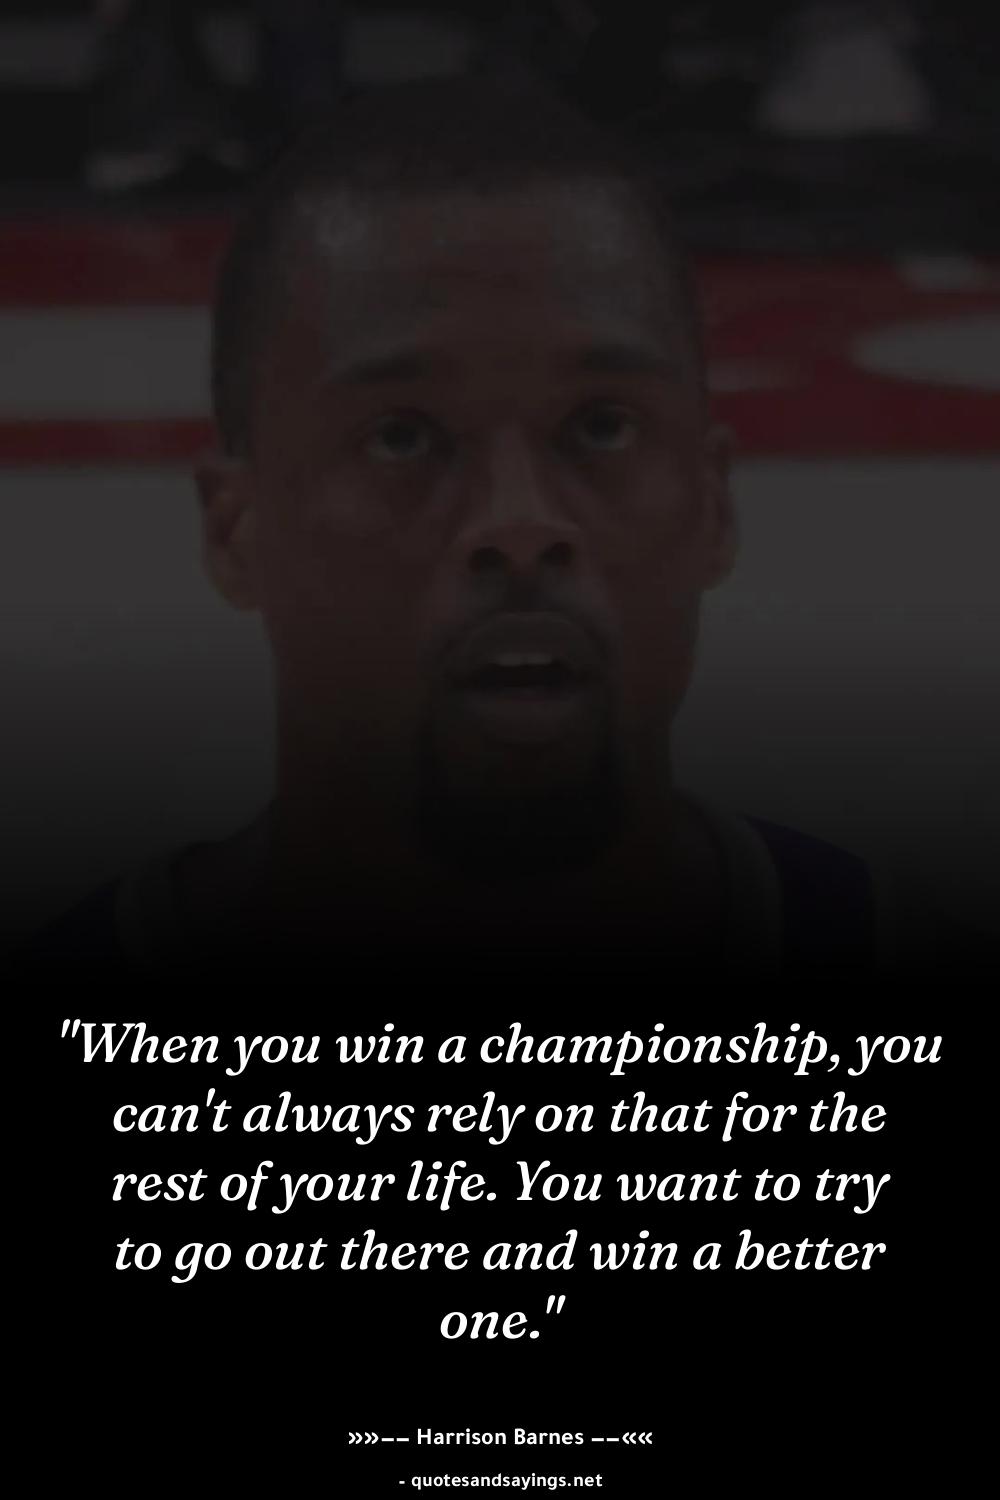 "When you win a championship, you
can't always rely on that for the
rest of your life. You want to try
to go out there and win a better
one."
»»−− Harrison Barnes −−««
- quotesandsayings.net